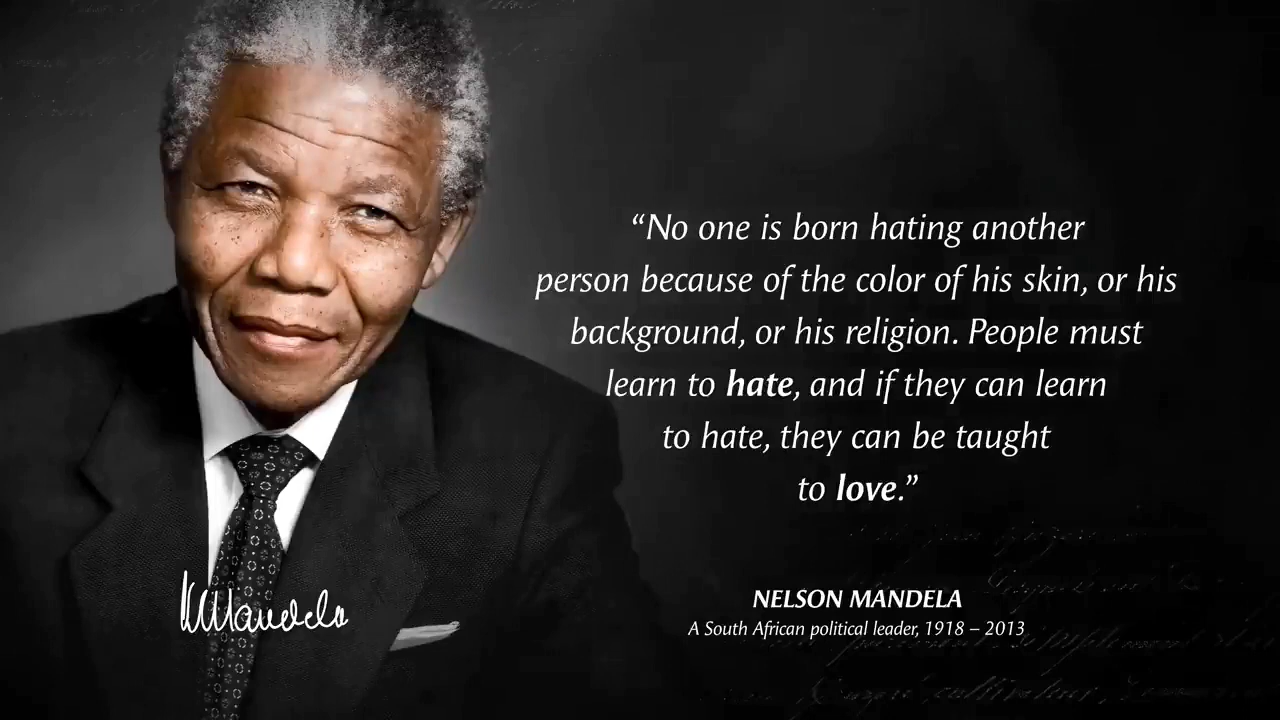 “No one is born hating another
person because of the color of his skin, or his
background, or his religion. People must
learn to hate, and if they can learn
to hate, they can be taught
to love.”
NELSON MANDELA
A South African political leader, 1918 – 2013
NMandela